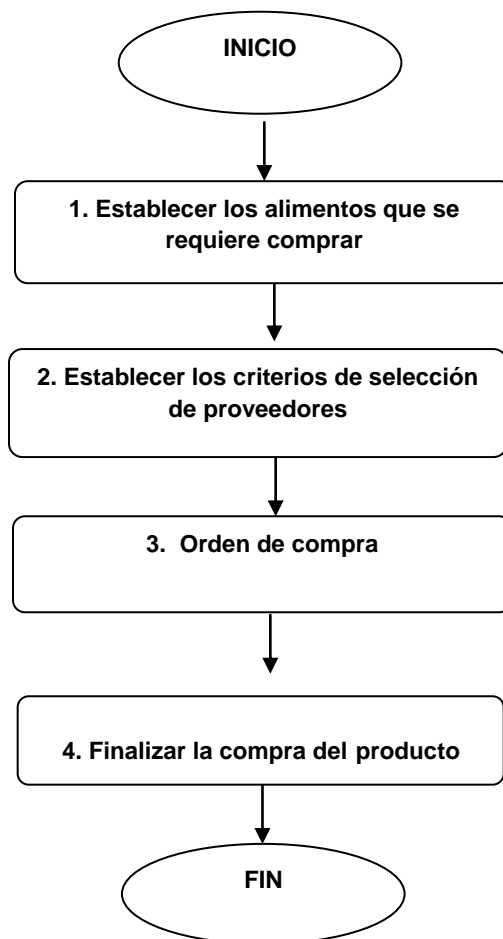 INICIO
1. Establecer los alimentos que se
requiere comprar
2. Establecer los criterios de selección
de proveedores
3. Orden de compra
4. Finalizar la compra del producto
FIN